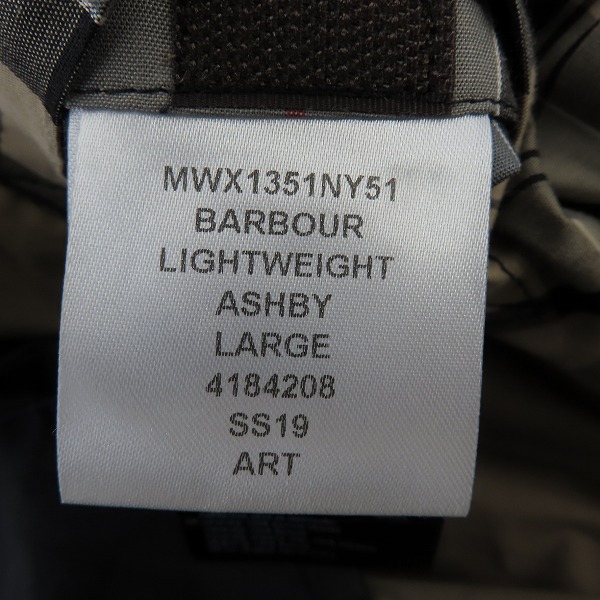 MWX1351NY51
BARBOUR
LIGHTWEIGHT
ASHBY
LARGE
4184208
SS19
ART